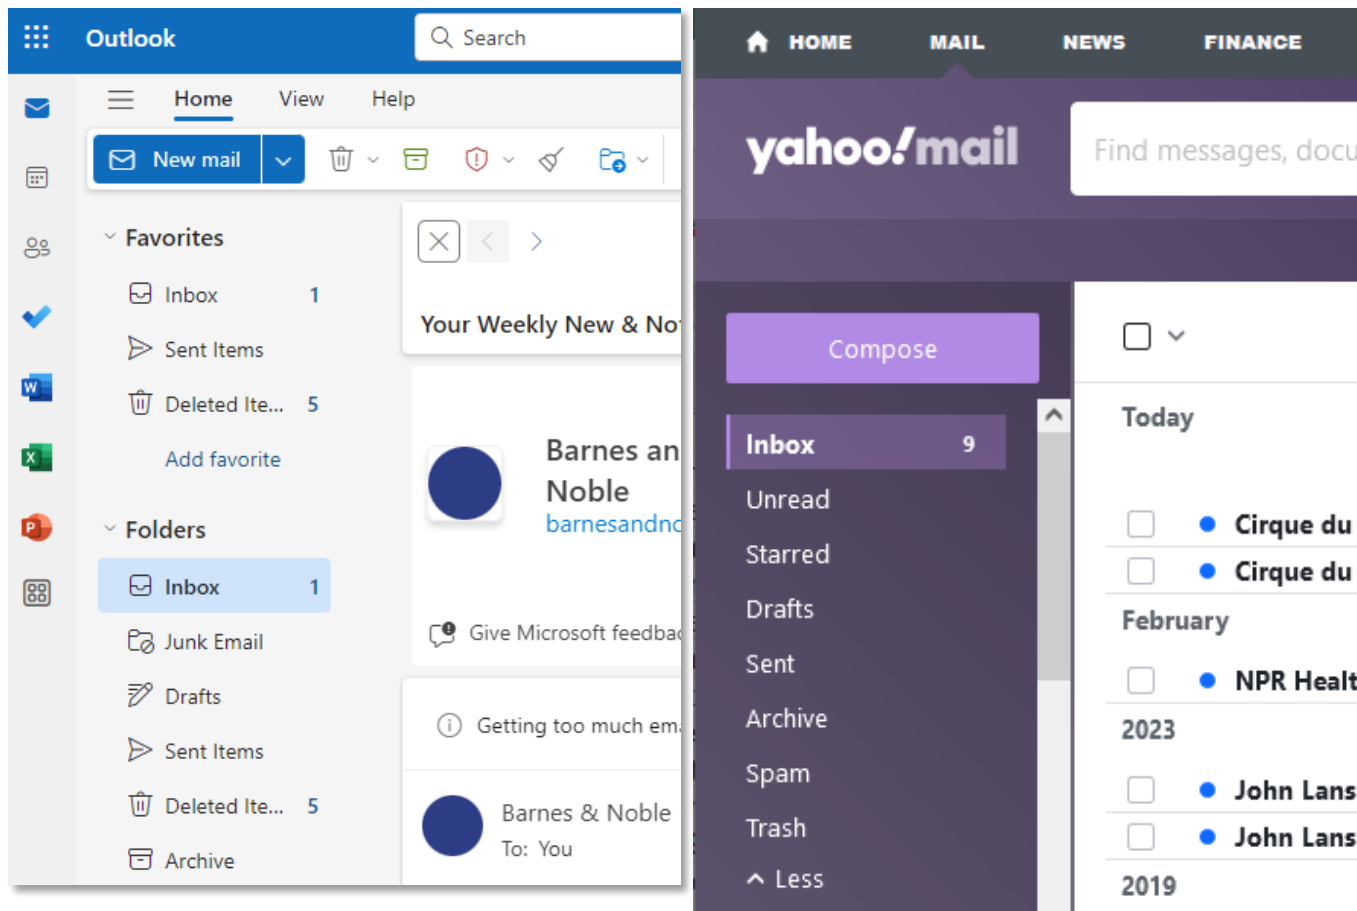 Outlook
Search
Home
View
Help
New mail
Favorites
Inbox 1
Sent Items
Deleted Ite... 5
Add favorite
Folders
Inbox 1
Junk Email
Drafts
Sent Items
Deleted Ite... 5
Archive
Your Weekly New & No
Barnes an
Noble
barnesandno
Give Microsoft feedbac
Getting too much em
Barnes & Noble
To: You
W
X
P
HOME
MAIL
NEWS
FINANCE
yahoo!mail
Find messages, docu
Compose
Inbox 9
Unread
Starred
Drafts
Sent
Archive
Spam
Trash
Less
Today
Cirque du
Cirque du
February
NPR Healt
2023
John Lans
John Lans
2019